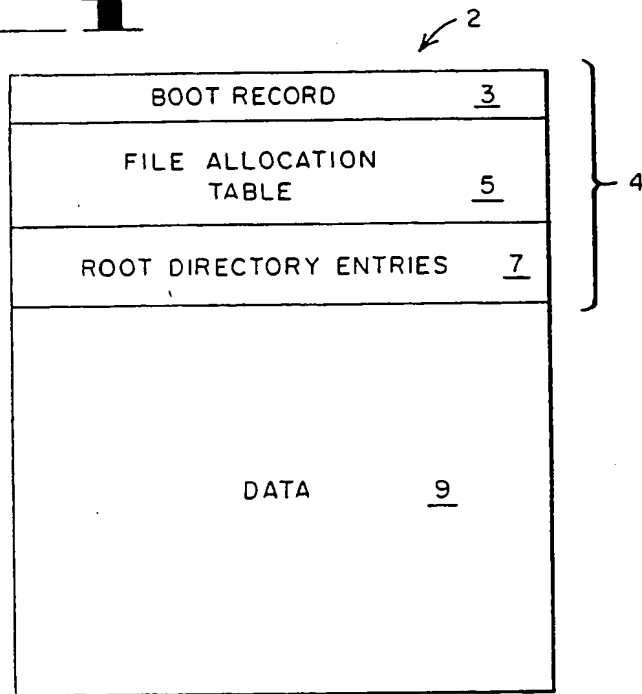 2
BOOT RECORD 3
FILE ALLOCATION
TABLE 5
4
ROOT DIRECTORY ENTRIES 7
DATA 9